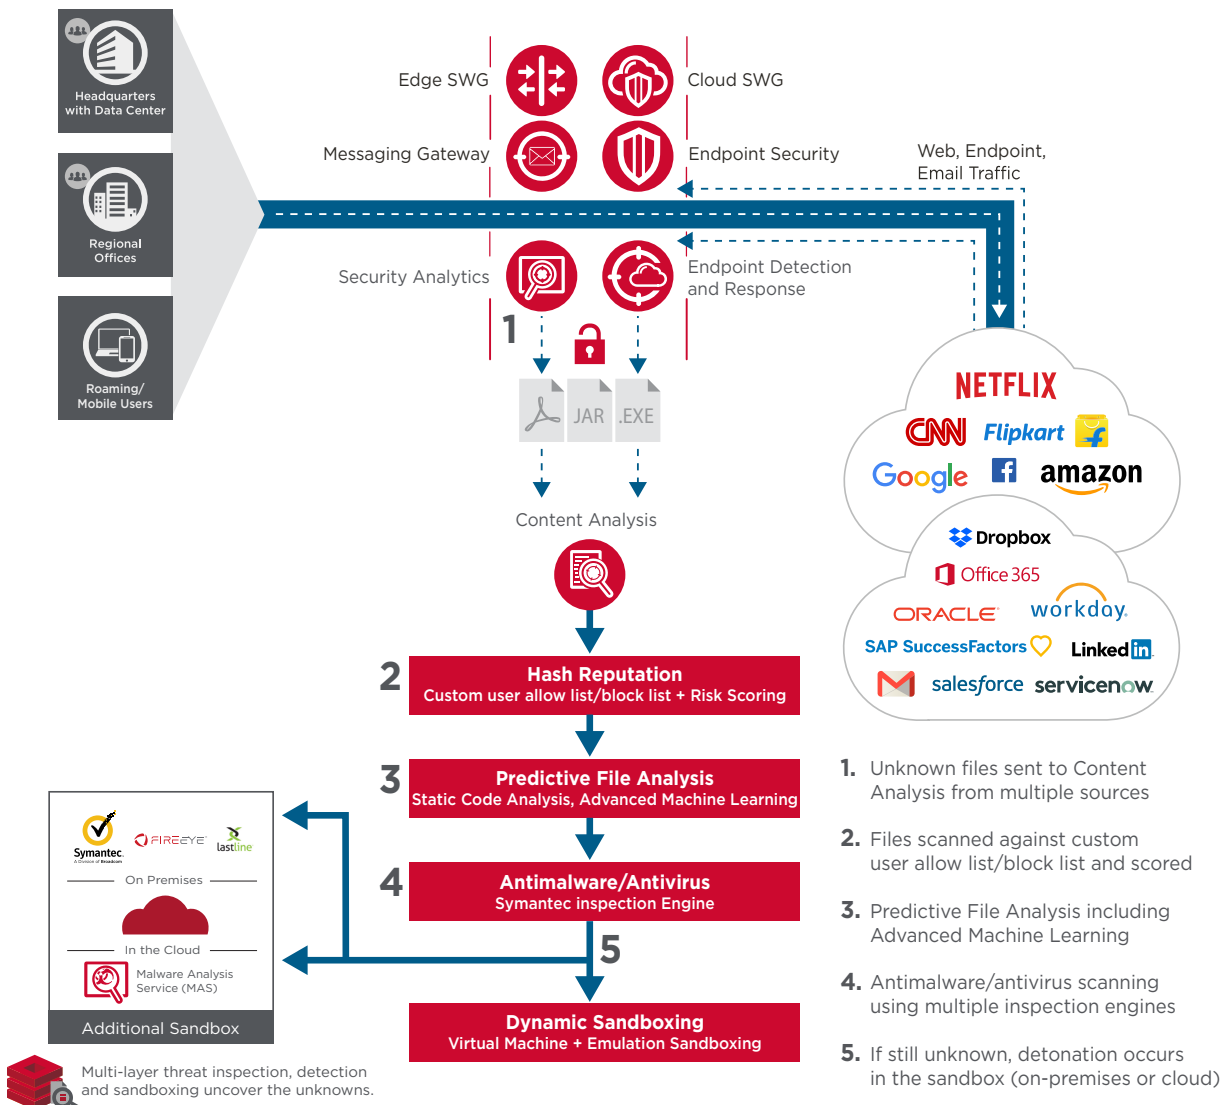 Headquarters
with Data Center
Regional
Offices
Roaming/
Mobile Users
Edge SWG
Cloud SWG
Messaging Gateway
Endpoint Security
Web, Endpoint,
Email Traffic
Security Analytics
Endpoint Detection
and Response
1
JAR
.EXE
Content Analysis
NETFLIX
CNN
Flipkart
f
Google
f
amazon
Dropbox
Office 365
ORACLE
workday.
SAP SuccessFactors
Linked in
salesforce
servicenow
2
Hash Reputation
Custom user allow list/block list + Risk Scoring
3
Predictive File Analysis
Static Code Analysis, Advanced Machine Learning
4
Antimalware/Antivirus
Symantec inspection Engine
5
Dynamic Sandboxing
Virtual Machine + Emulation Sandboxing
Symantec.
A Division of Broadcom
FIREEYE
lastline
On Premises
In the Cloud
Malware Analysis
Service (MAS)
Additional Sandbox
Multi-layer threat inspection, detection
and sandboxing uncover the unknowns.
1. Unknown files sent to Content
Analysis from multiple sources
2. Files scanned against custom
user allow list/block list and scored
3. Predictive File Analysis including
Advanced Machine Learning
4. Antimalware/antivirus scanning
using multiple inspection engines
5. If still unknown, detonation occurs
in the sandbox (on-premises or cloud)